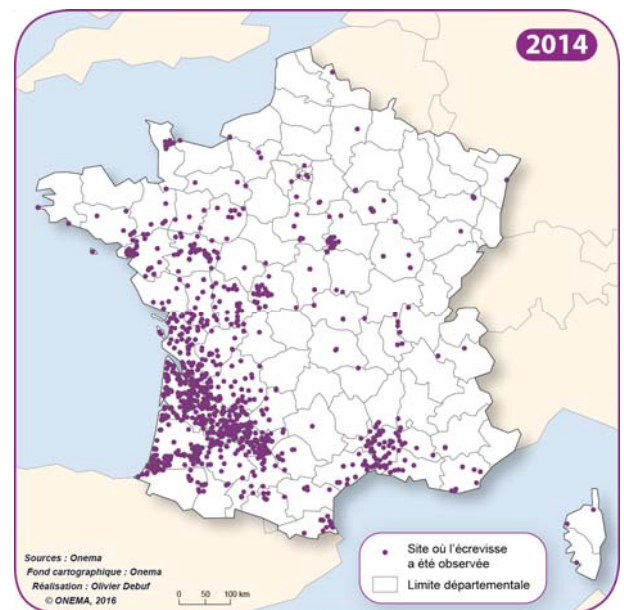 2014
Sources : Onema
Fond cartographique : Onema
Réalisation : Olivier Debuf
© ONEMA, 2016
0 50 100 km
Site où l'écrevisse
a été observée
Limite départementale